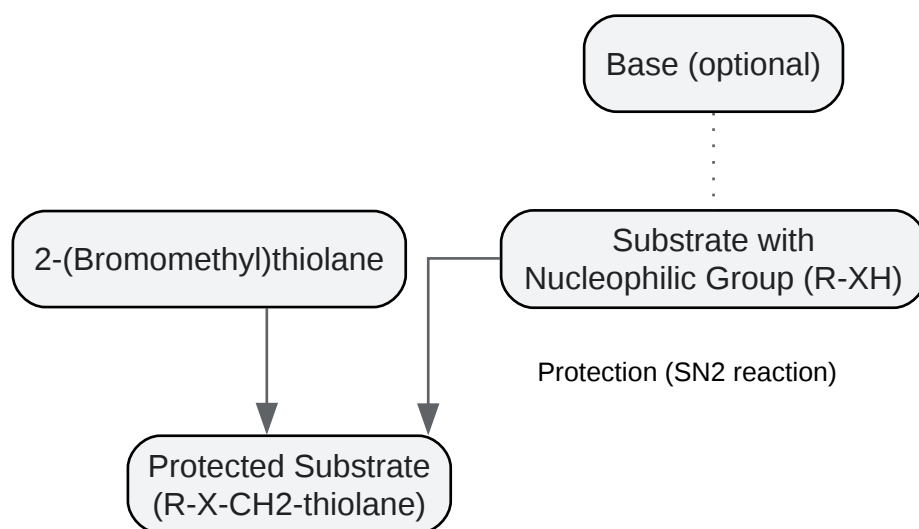 Base (optional)
2-(Bromomethyl)thiolane
Substrate with
Nucleophilic Group (R-XH)
Protection (SN2 reaction)
Protected Substrate
(R-X-CH2-thiolane)